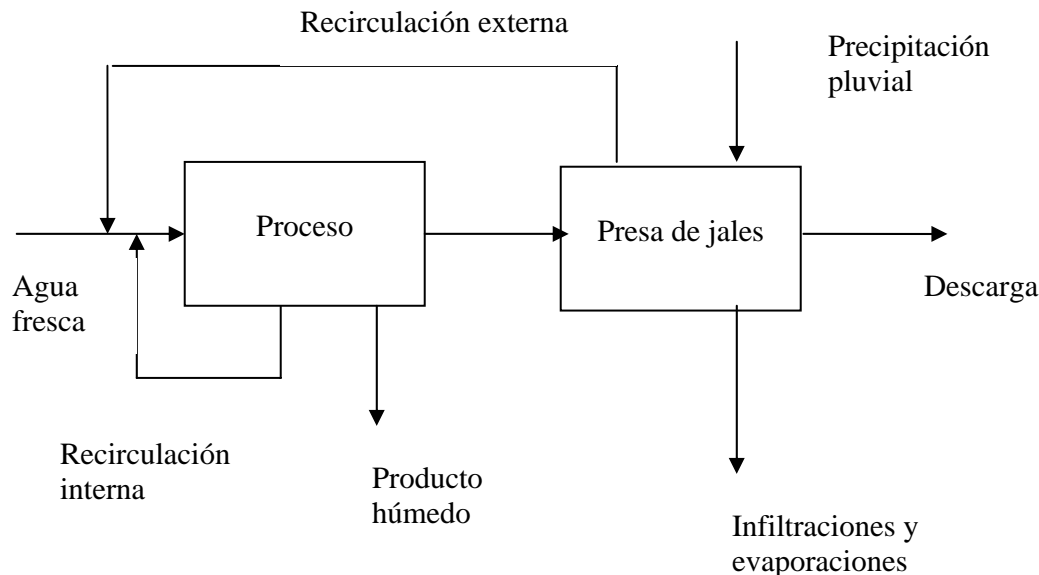 Recirculación externa
Precipitación
pluvial
Proceso
Presa de jales
Agua
fresca
Descarga
Recirculación
interna
Producto
húmedo
Infiltraciones y
evaporaciones